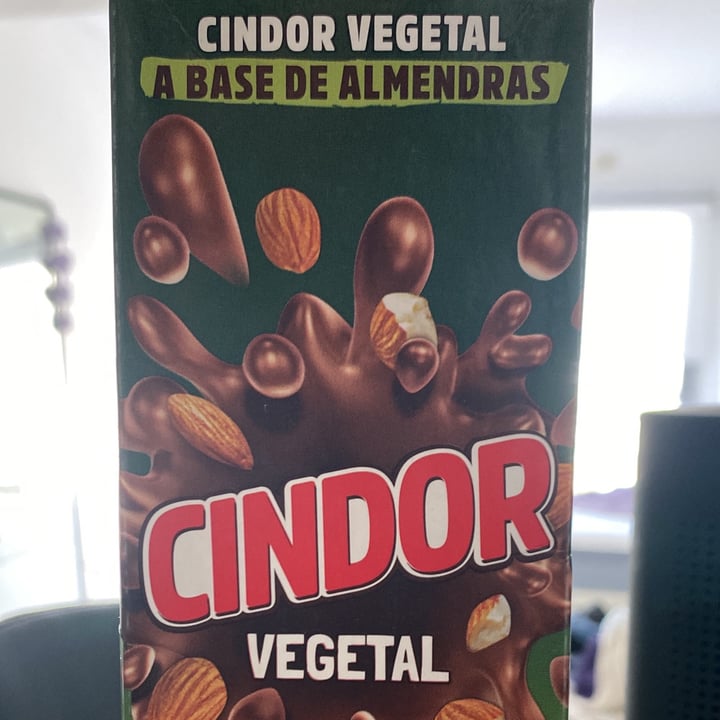 CINDOR VEGETAL
A BASE DE ALMENDRAS
CINDOR
VEGETAL